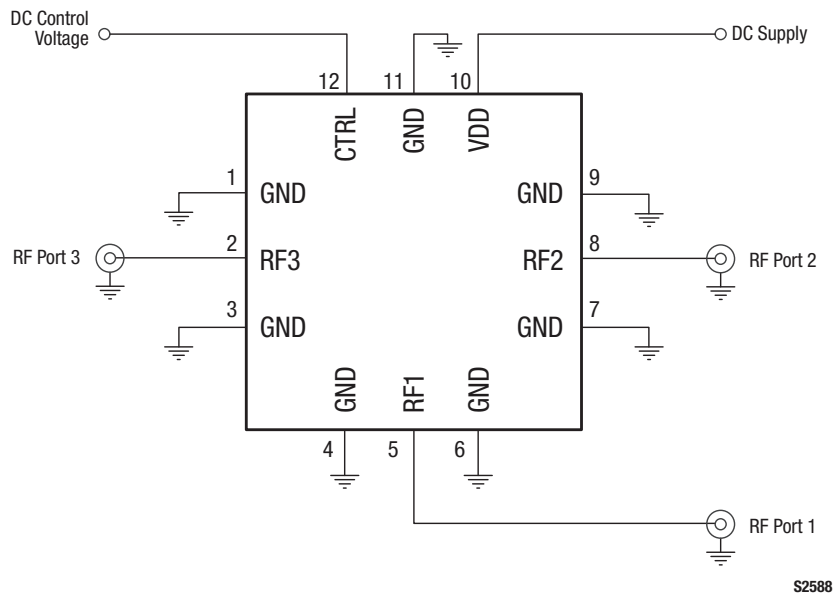 DC Control
Voltage
DC Supply
12
11
10
CTRL
GND
VDD
1
GND
9
GND
RF Port 3
2
RF3
8
RF2
RF Port 2
3
GND
7
GND
GND
RF1
GND
4
5
6
RF Port 1
S2588